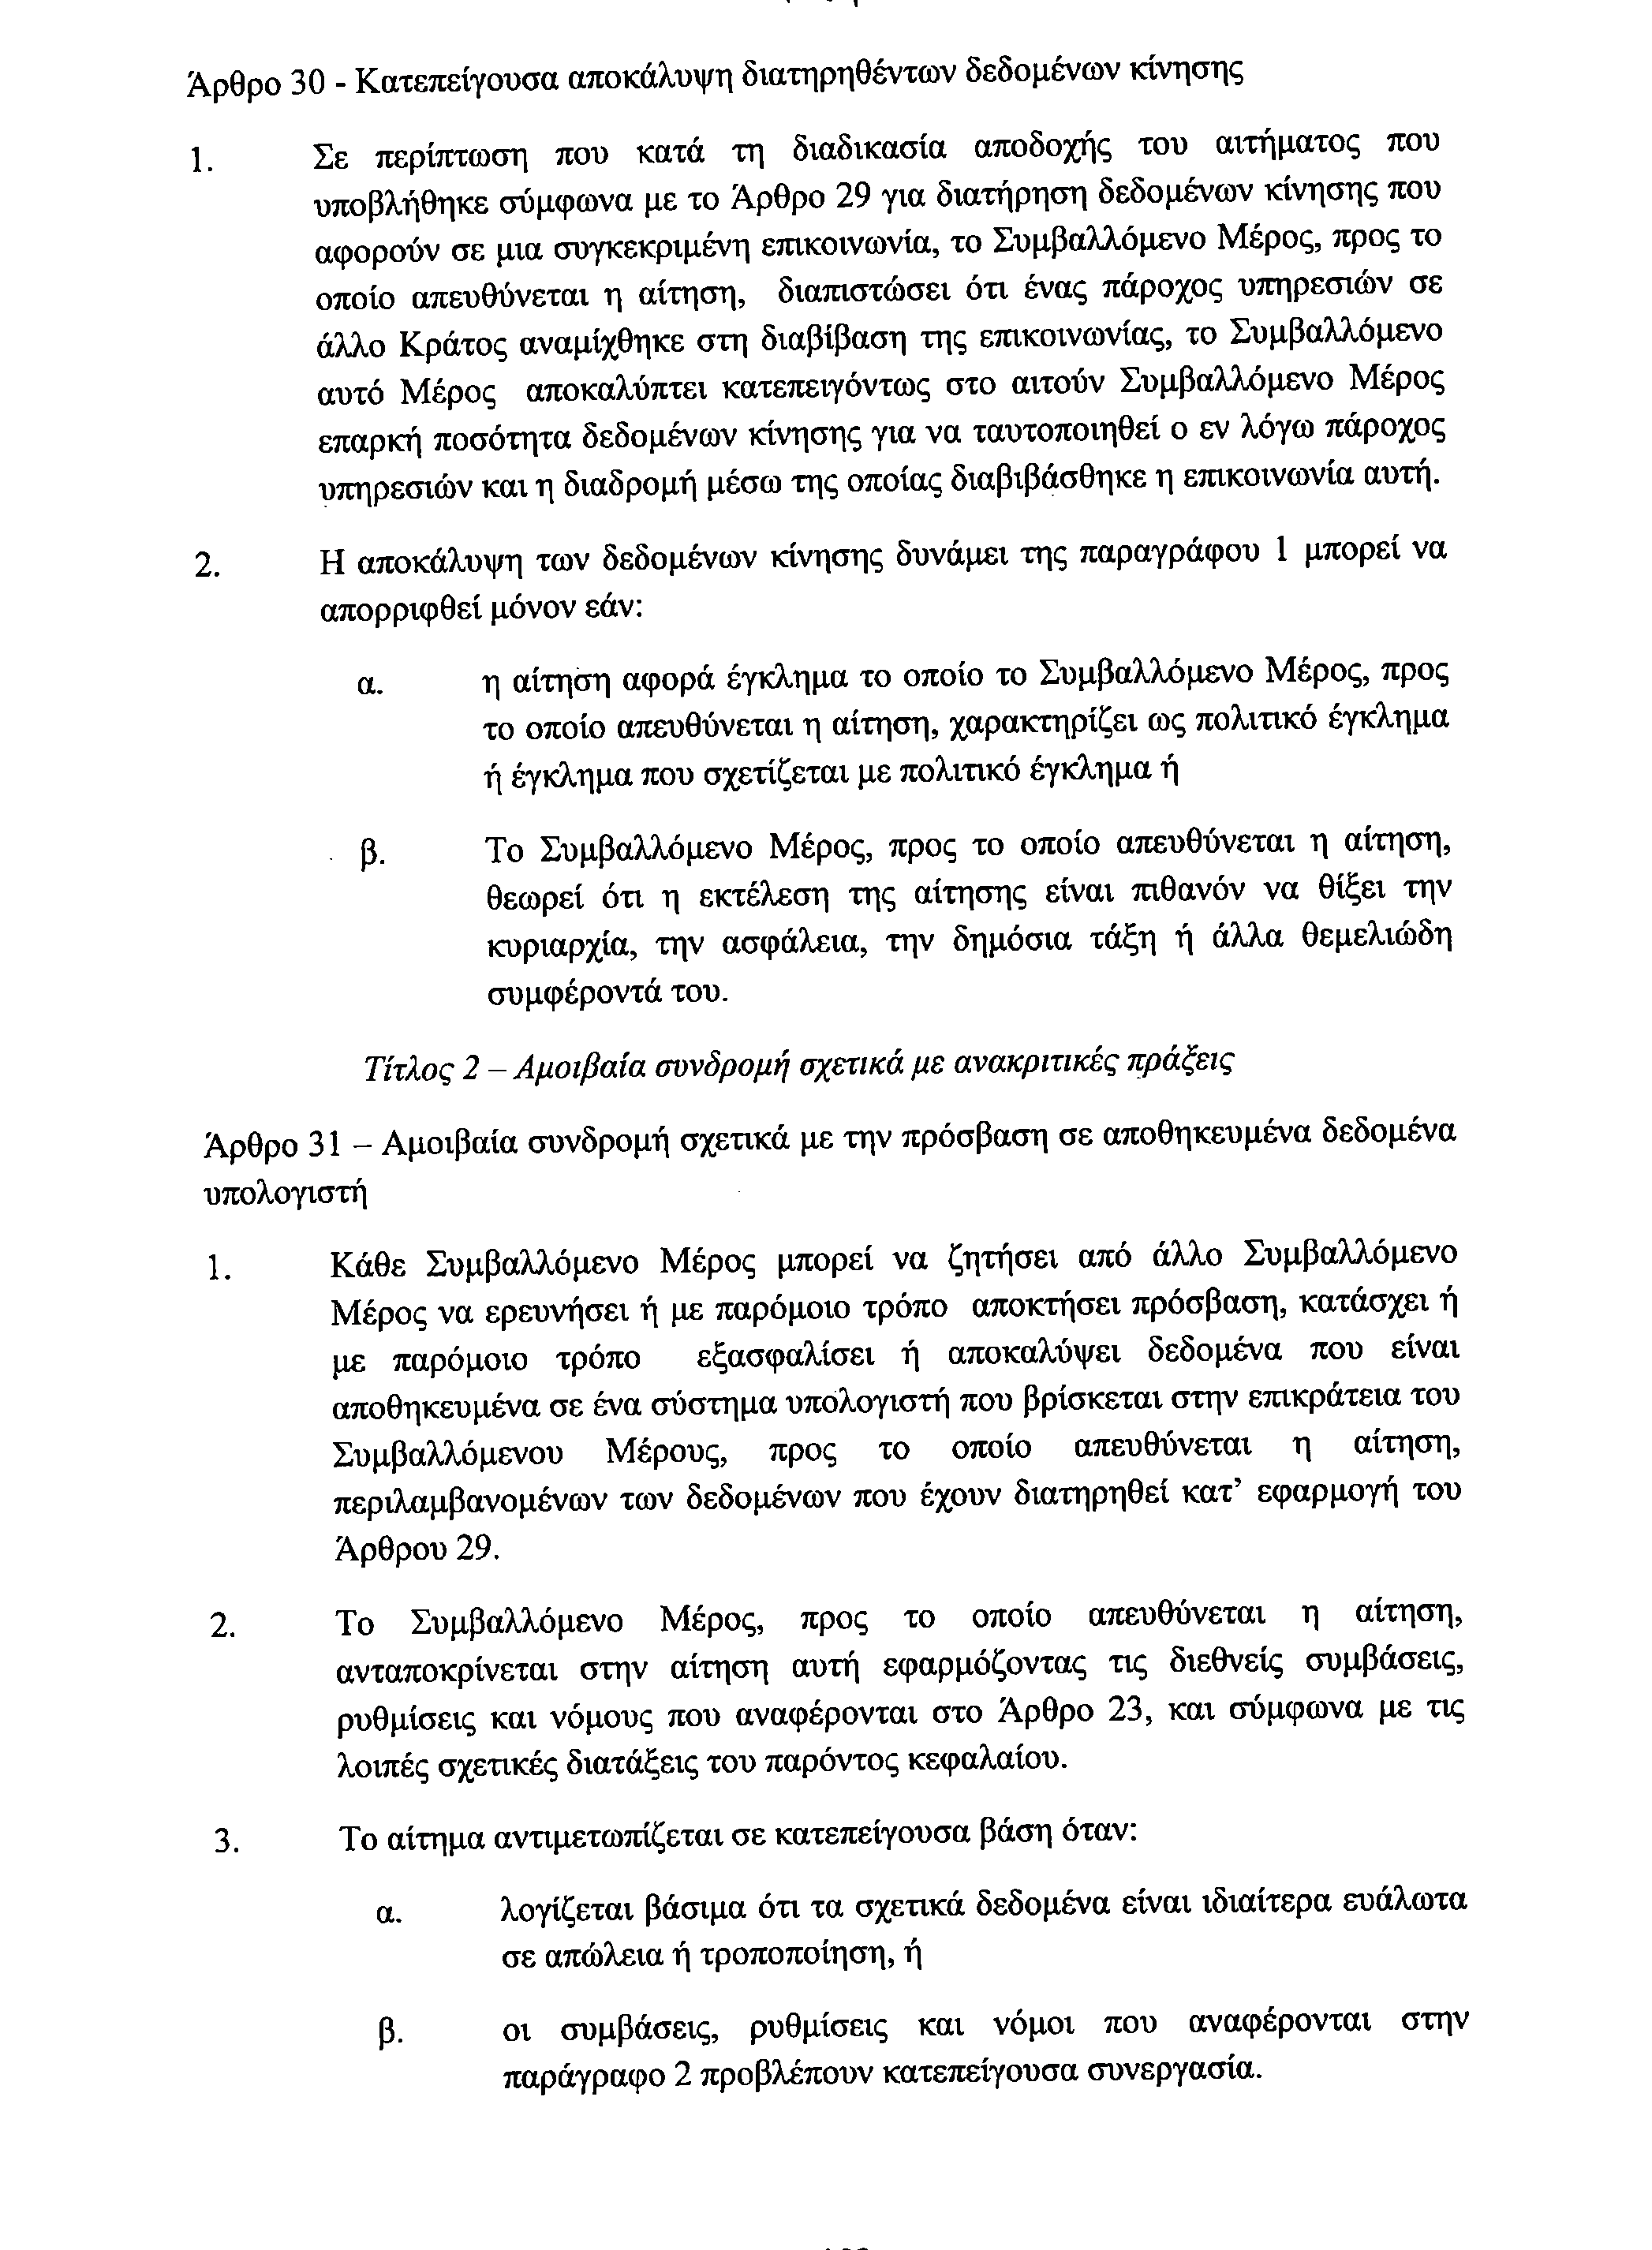 Άρθρο 30 - Κατεπείγουσα αποκάλυψη διατηρηθέντων δεδομένων κίνησης
1. Σε περίπτωση που κατά τη διαδικασία αποδοχής του αιτήματος που
υποβλήθηκε σύμφωνα με το Άρθρο 29 για διατήρηση δεδομένων κίνησης που
αφορούν σε μια συγκεκριμένη επικοινωνία, το Συμβαλλόμενο Μέρος, προς το
οποίο απευθύνεται η αίτηση, διαπιστώσει ότι ένας πάροχος υπηρεσιών σε
άλλο Κράτος αναμίχθηκε στη διαβίβαση της επικοινωνίας, το Συμβαλλόμενο
αυτό Μέρος αποκαλύπτει κατεπειγόντως στο αιτούν Συμβαλλόμενο Μέρος
επαρκή ποσότητα δεδομένων κίνησης για να ταυτοποιηθεί ο εν λόγω πάροχος
υπηρεσιών και η διαδρομή μέσω της οποίας διαβιβάσθηκε η επικοινωνία αυτή.
2. Η αποκάλυψη των δεδομένων κίνησης δυνάμει της παραγράφου 1 μπορεί να
απορριφθεί μόνον εάν:
α. η αίτηση αφορά έγκλημα το οποίο το Συμβαλλόμενο Μέρος, προς
το οποίο απευθύνεται η αίτηση, χαρακτηρίζει ως πολιτικό έγκλημα
ή έγκλημα που σχετίζεται με πολιτικό έγκλημα ή
β. Το Συμβαλλόμενο Μέρος, προς το οποίο απευθύνεται η αίτηση,
θεωρεί ότι η εκτέλεση της αίτησης είναι πιθανόν να θίξει την
κυριαρχία, την ασφάλεια, την δημόσια τάξη ή άλλα θεμελιώδη
συμφέροντά του.
Τίτλος 2 – Αμοιβαία συνδρομή σχετικά με ανακριτικές πράξεις
Άρθρο 31 – Αμοιβαία συνδρομή σχετικά με την πρόσβαση σε αποθηκευμένα δεδομένα
υπολογιστή
1. Κάθε Συμβαλλόμενο Μέρος μπορεί να ζητήσει από άλλο Συμβαλλόμενο
Μέρος να ερευνήσει ή με παρόμοιο τρόπο αποκτήσει πρόσβαση, κατάσχει ή
με παρόμοιο τρόπο εξασφαλίσει ή αποκαλύψει δεδομένα που είναι
αποθηκευμένα σε ένα σύστημα υπολογιστή που βρίσκεται στην επικράτεια του
Συμβαλλόμενου Μέρους, προς το οποίο απευθύνεται η αίτηση,
περιλαμβανομένων των δεδομένων που έχουν διατηρηθεί κατ’ εφαρμογή του
Άρθρου 29.
2. Το Συμβαλλόμενο Μέρος, προς το οποίο απευθύνεται η αίτηση,
ανταποκρίνεται στην αίτηση αυτή εφαρμόζοντας τις διεθνείς συμβάσεις,
ρυθμίσεις και νόμους που αναφέρονται στο Άρθρο 23, και σύμφωνα με τις
λοιπές σχετικές διατάξεις του παρόντος κεφαλαίου.
3. Το αίτημα αντιμετωπίζεται σε κατεπείγουσα βάση όταν:
α. λογίζεται βάσιμα ότι τα σχετικά δεδομένα είναι ιδιαίτερα ευάλωτα
σε απώλεια ή τροποποίηση, ή
β. οι συμβάσεις, ρυθμίσεις και νόμοι που αναφέρονται στην
παράγραφο 2 προβλέπουν κατεπείγουσα συνεργασία.